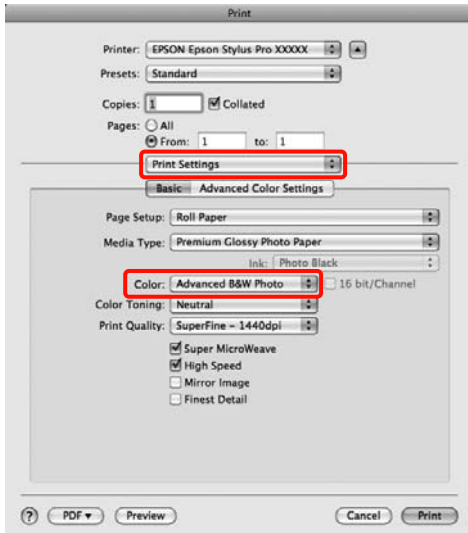 Print
Printer: EPSON Epson Stylus Pro XXXXX
Presets: Standard
Copies: 1 Collated
Pages: All
From: 1 to: 1
Print Settings
Basic Advanced Color Settings
Page Setup: Roll Paper
Media Type: Premium Glossy Photo Paper
Ink: Photo Black
Color: Advanced B&W Photo 16 bit/Channel
Color Toning: Neutral
Print Quality: SuperFine - 1440dpi
Super MicroWeave
High Speed
Mirror Image
Finest Detail
? PDF Preview Cancel Print